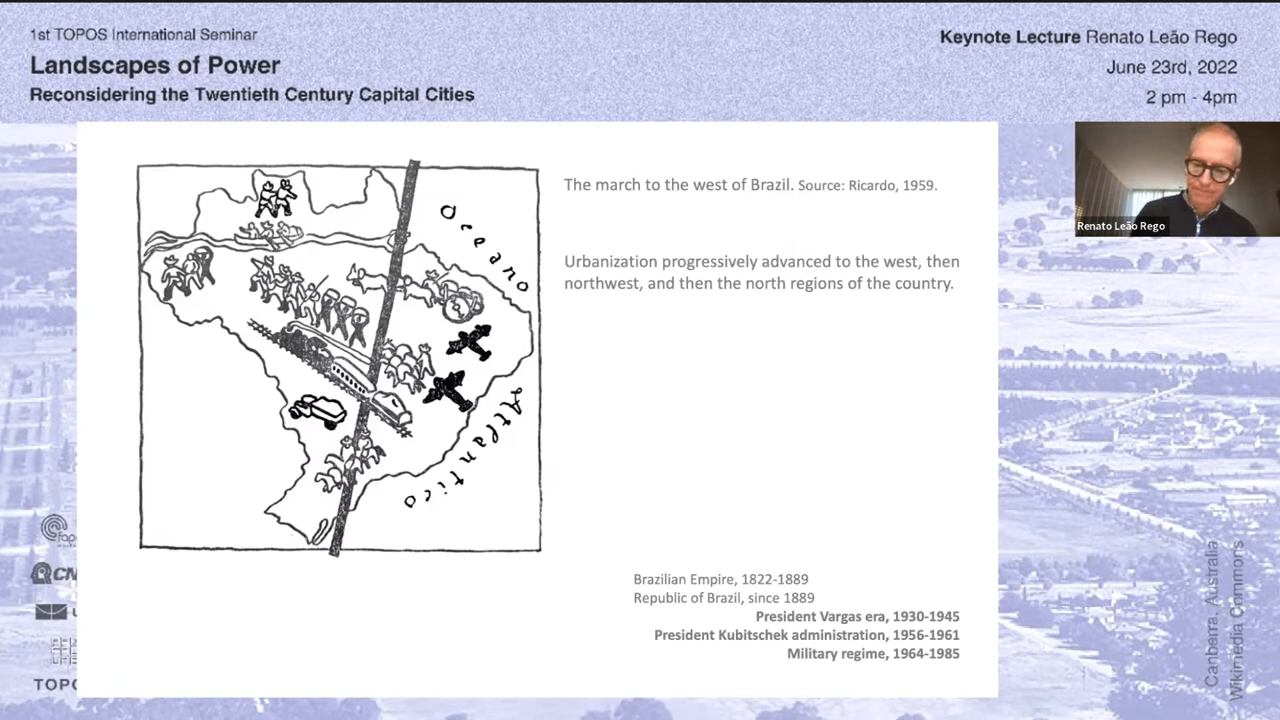 1st TOPOS International Seminar
Landscapes of Power
Reconsidering the Twentieth Century Capital Cities
Keynote Lecture Renato Leão Rego
June 23rd, 2022
2 pm - 4pm
Oceano
Atlantico
The march to the west of Brazil. Source: Ricardo, 1959.
Urbanization progressively advanced to the west, then
northwest, and then the north regions of the country.
Brazilian Empire, 1822-1889
Republic of Brazil, since 1889
President Vargas era, 1930-1945
President Kubitschek administration, 1956-1961
Military regime, 1964-1985
Renato Leão Rego
Canberra, Australia
Wikimedia Commons